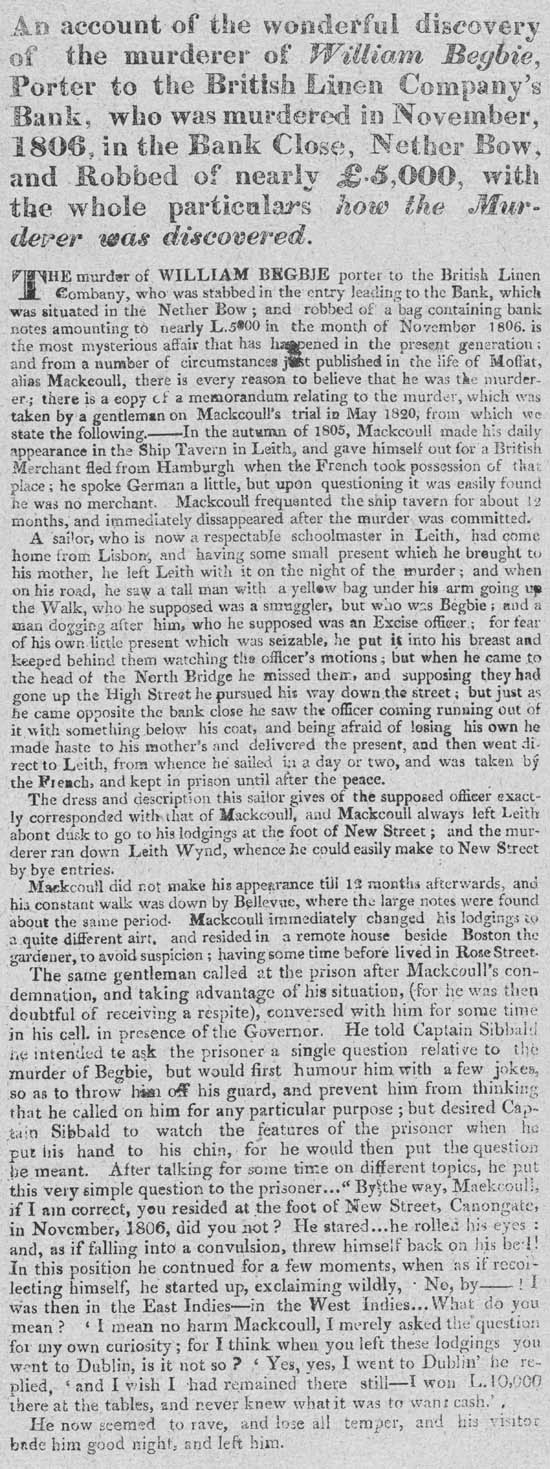 An account of the wonderful discovery
of the murderer of William Begbie,
Porter to the British Linen Company's
Bank, who was murdered in November,
1806, in the Bank Close, Nether Bow,
and Robbed of nearly £.5,000, with
the whole particulars how the Mur-
derer was discovered.
THE murder of WILLIAM BEGBIE porter to the British Linen
Combany, who was stabbed in the entry leading to the Bank, which
was situated in the Nether Bow ; and robbed of a bag containing bank
notes amounting to nearly L.5000 in the month of November 1806. is
the most mysterious affair that has happened in the present generation ;
and from a number of circumstances just published in the life of Moffat,
alias Mackcoull, there is every reason to believe that he was the murder-
er ; there is a copy of a memorandum relating to the murder, which was
taken by a gentleman on Mackcoull's trial in May 1820, from which we
state the following.——In the autumn of 1805, Mackcoull made his daily
appearance in the Ship Tavern in Leith, and gave himself out for a British
Merchant fled from Hamburgh when the French took possession of that
place ; he spoke German a little, but upon questioning it was easily found
he was no merchant. Mackcoull frequented the ship tavern for about 12
months, and immediately dissappeared after the murder was committed.
A sailor, who is now a respectable schoolmaster in Leith, had come
home from Lisbon, and having some small present which he brought to
his mother, he left Leith with it on the night of the murder ; and when
on his road, he saw a tall man with a yellow bag under his arm going up
the Walk, who he supposed was a smuggler, but who was Begbie ; and a
man dogging after him, who he supposed was an Excise officer ; for fear
of his own little present which was seizable, he put it into his breast and
keeped behind them watching the officer's motions ; but when he came to
the head of the North Bridge he missed them, and supposing they had
gone up the High Street he pursued his way down the street ; but just as
he came opposite the bank close he saw the officer coming running out of
it with something below his coat, and being afraid of losing his own he
made haste to his mother's and delivered the present, and then went di-
rect to Leith, from whence he sailed in a day or two, and was taken by
the French, and kept in prison until after the peace.
The dress and description this sailor gives of the supposed officer exact-
ly corresponded with that of Mackcoull, and Mackcoull always left Leith
abont dusk to go to his lodgings at the foot of New Street ; and the mur-
derer ran down Leith Wynd, whence he could easily make to New Street
by bye entries.
Mackcoull did not make his appearance till 12 months afterwards, and
his constant walk was down by Bellevue, where the large notes were found
about the same period. Mackcoull immediately changed his lodgings to
a quite different airt, and resided in a remote house beside Boston the
gardener, to avoid suspicion ; having some time before lived in Rose Street.
The same gentleman called at the prison after Mackcoull's con-
demnation, and taking advantage of his situation, (for he was then
doubtful of receiving a respite), conversed with him for some time
in his cell. in presence of the Governor. He told Captain Sibbald
he intended te ask the prisoner a single question relative to the
murder of Begbie, but would first humour him with a few jokes,
so as to throw him off his guard, and prevent him from thinking
that he called on him for any particular purpose ; but desired Cap-
tain Sibbald to watch the features of the prisoner when he
put his hand to his chin, for he would then put the question
he meant. After talking for some time on different topics, he put
this very simple question to the prisoner..." By the way, Mackcoull,
if I am correct, you resided at the foot of New Street, Canongate,
in November, 1806, did you not ? He stared...he rolled his eyes :
and, as if falling into a convulsion, threw himself back on his bed!
In this position he contnued for a few moments, when as if recol-
lecting himself, he started up, exclaiming wildly, ' No, by—— ! I
was then in the East Indies—in the West Indies...What do you
mean ? ' I mean no harm Mackcoull, I merely asked the question
for my own curiosity ; for I think when you left these lodgings you
went to Dublin, is it not so ? ' Yes, yes, I went to Dublin' he re-
plied, ' and I wish I had remained there still—I won L.10,000
there at the tables, and never knew what it was to want cash.'
He now seemed to rave, and lose all temper, and his visitor
bade him good night, and left him.